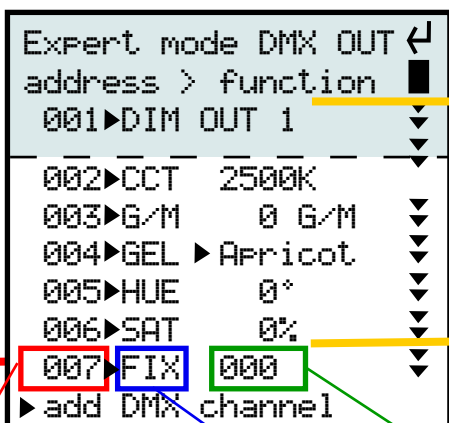 Expert mode DMX OUT ↵
address > function
001▶DIM OUT 1
002▶CCT 2500K
003▶G/M 0 G/M
004▶GEL ▶Apricot
005▶HUE 0°
006▶SAT 0%
007▶FIX 000
▶add DMX channel